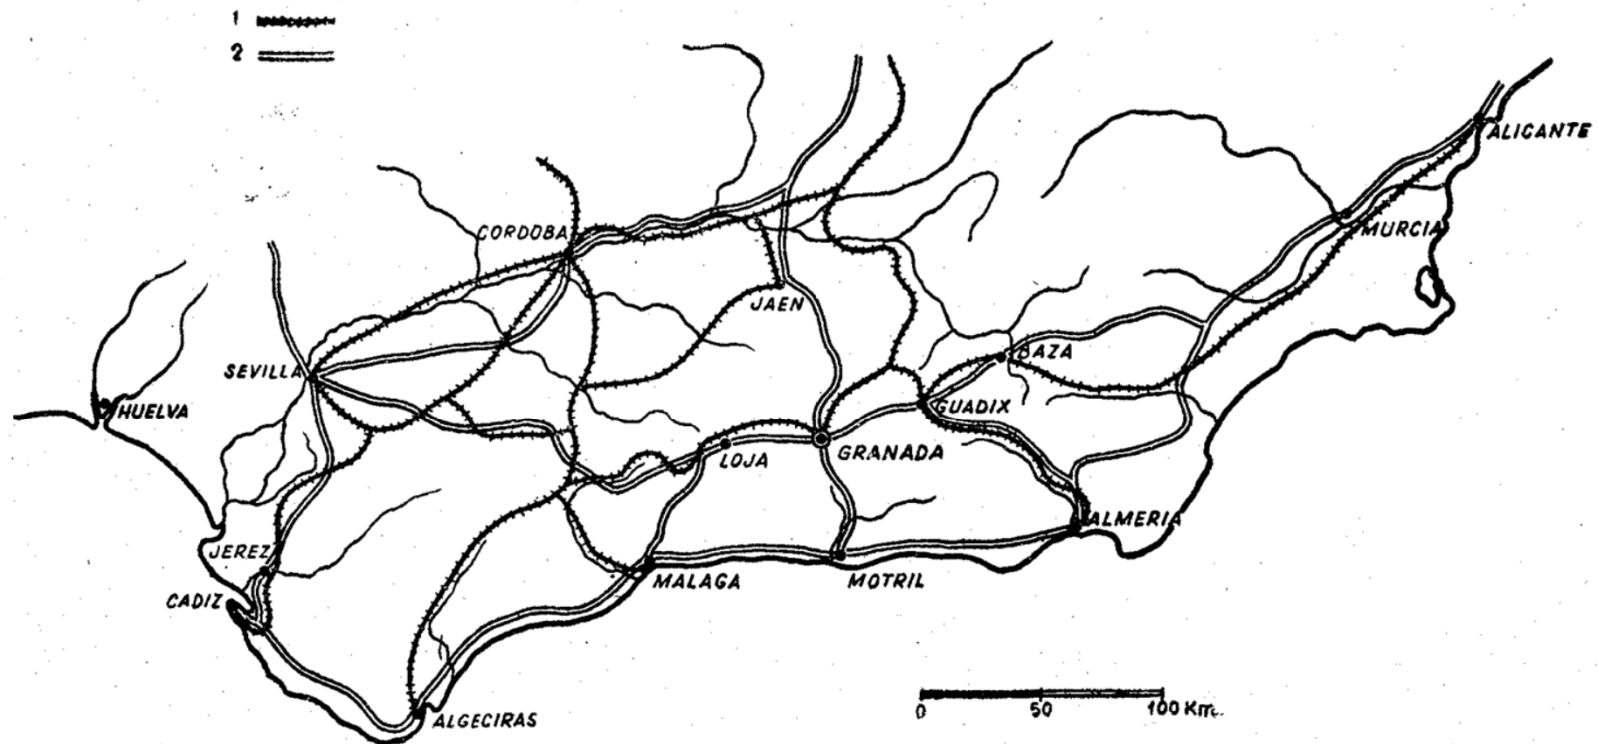 1
2
ALICANTE
MURCIA
CORDOBA
JAEN
BAZA
SEVILLA
HUELVA
GUADIX
LOJA
GRANADA
ALMERIA
JEREZ
MALAGA
MOTRIL
CADIZ
ALGECIRAS
0 50 100 Km.